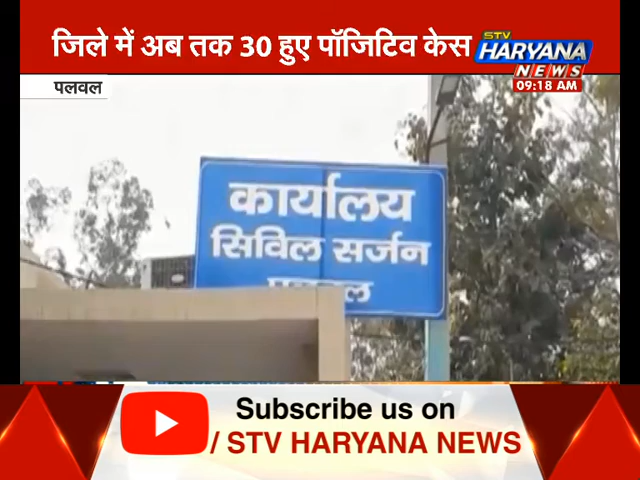 जिले में अब तक 30 हुए पॉजिटिव केस
STV
HARYANA
NEWS
09:18 AM
पलवल
कार्यालय
सिविल सर्जन
पलवल
Subscribe us on
/ STV HARYANA NEWS